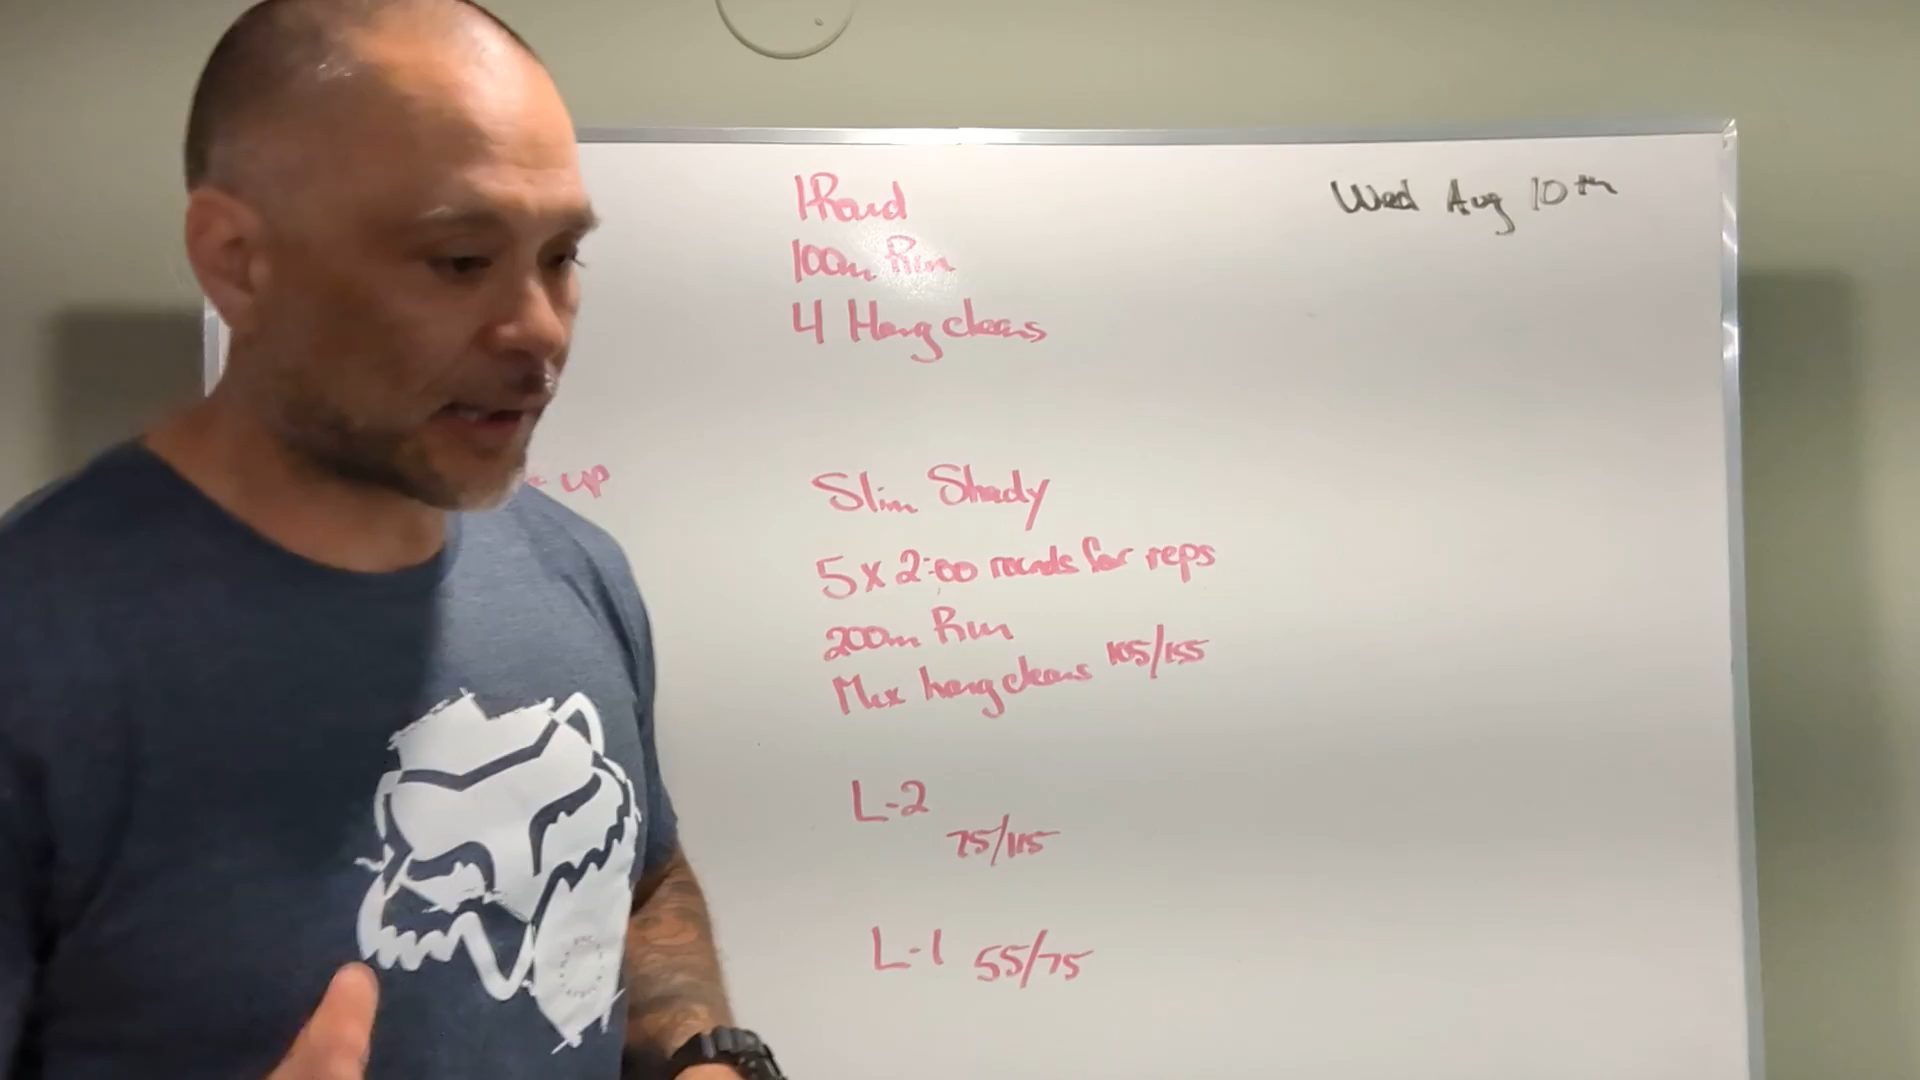 1 Round
100m Run
4 Hang cleans
Wed Aug 10th
up
Slim Shady
5 x 2:00 rounds for reps
200m Run
Max hang cleans 105/155
L-2
75/115
L-1 55/75